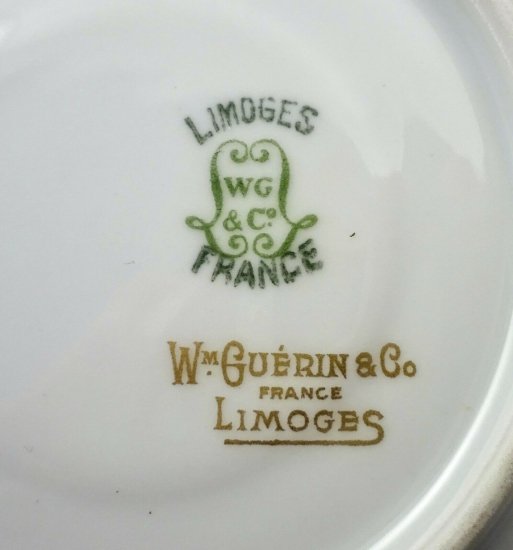 LIMOGES
WG
& Co.
FRANCE
WM. GUÉRIN & Co
FRANCE
LIMOGES